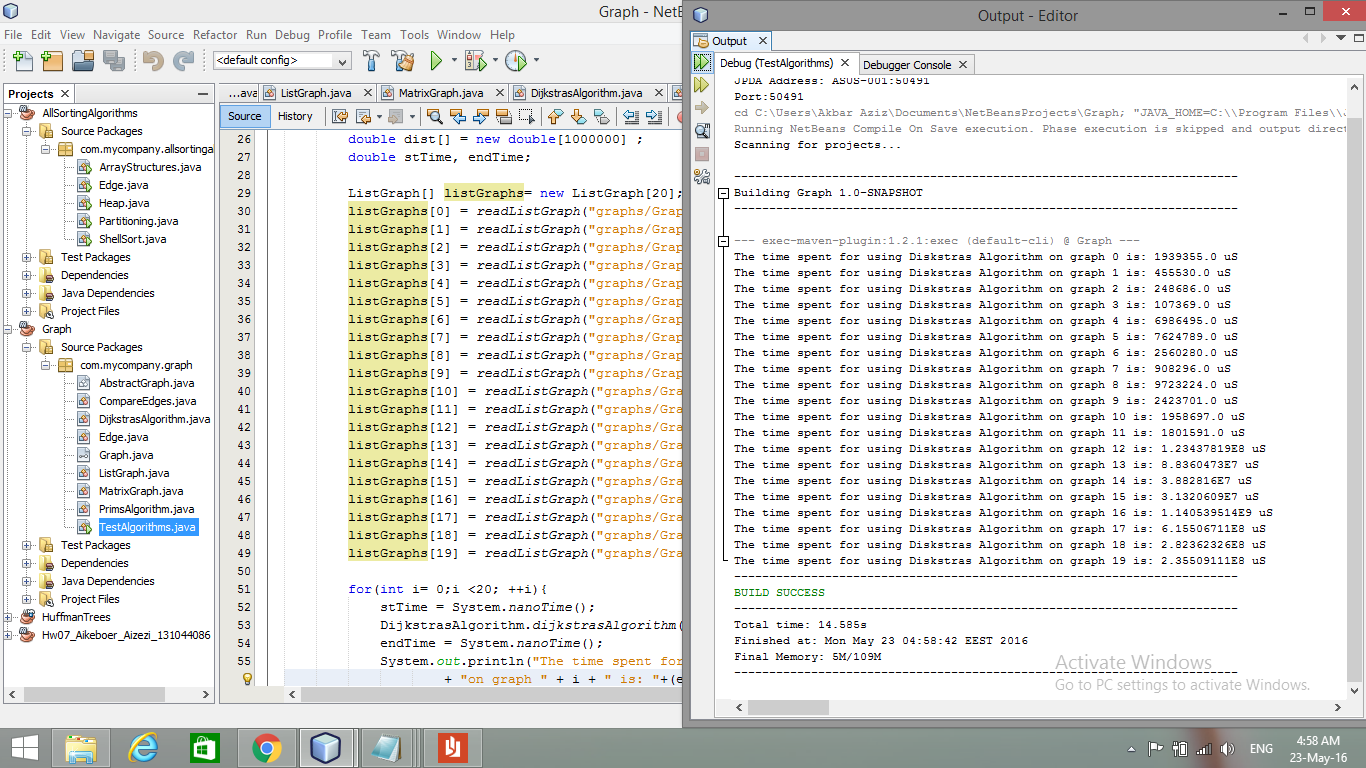 Graph - NetB
File Edit View Navigate Source Refactor Run Debug Profile Team Tools Window Help
<default config>
Projects
AllSortingAlgorithms
Source Packages
com.mycompany.allsortinga
ArrayStructures.java
Edge.java
Heap.java
Partitioning.java
ShellSort.java
Test Packages
Dependencies
Java Dependencies
Project Files
Graph
Source Packages
com.mycompany.graph
AbstractGraph.java
CompareEdges.java
DijkstrasAlgorithm.java
Edge.java
Graph.java
ListGraph.java
MatrixGraph.java
PrimsAlgorithm.java
TestAlgorithms.java
Test Packages
Dependencies
Java Dependencies
Project Files
HuffmanTrees
Hw07_Aikeboer_Aizezi_131044086
...ava ListGraph.java MatrixGraph.java DijkstrasAlgorithm.java
Source History
26 double dist[] = new double[1000000] ;
27 double stTime, endTime;
28
29 ListGraph[] listGraphs= new ListGraph[20];
30 listGraphs[0] = readListGraph("graphs/Grap
31 listGraphs[1] = readListGraph("graphs/Grap
32 listGraphs[2] = readListGraph("graphs/Grap
33 listGraphs[3] = readListGraph("graphs/Grap
34 listGraphs[4] = readListGraph("graphs/Grap
35 listGraphs[5] = readListGraph("graphs/Grap
36 listGraphs[6] = readListGraph("graphs/Grap
37 listGraphs[7] = readListGraph("graphs/Grap
38 listGraphs[8] = readListGraph("graphs/Grap
39 listGraphs[9] = readListGraph("graphs/Grap
40 listGraphs[10] = readListGraph("graphs/Gra
41 listGraphs[11] = readListGraph("graphs/Gra
42 listGraphs[12] = readListGraph("graphs/Gra
43 listGraphs[13] = readListGraph("graphs/Gra
44 listGraphs[14] = readListGraph("graphs/Gra
45 listGraphs[15] = readListGraph("graphs/Gra
46 listGraphs[16] = readListGraph("graphs/Gra
47 listGraphs[17] = readListGraph("graphs/Gra
48 listGraphs[18] = readListGraph("graphs/Gra
49 listGraphs[19] = readListGraph("graphs/Gra
50
51 for(int i= 0;i <20; ++i){
52 stTime = System.nanoTime();
53 DijkstrasAlgorithm.dijkstrasAlgorithm(
54 endTime = System.nanoTime();
55 System.out.println("The time spent for
+ "on graph " + i + " is: "+(e
Output - Editor
Output
Debug (TestAlgorithms) Debugger Console
JPDA Address: ASUS-001:50491
Port:50491
cd C:\Users\Akbar Aziz\Documents\NetBeansProjects\Graph; "JAVA_HOME=C:\\Program Files\\J
Running NetBeans Compile On Save execution. Phase execution is skipped and output direct
Scanning for projects...
------------------------------------------------------------------------
Building Graph 1.0-SNAPSHOT
------------------------------------------------------------------------
--- exec-maven-plugin:1.2.1:exec (default-cli) @ Graph ---
The time spent for using Diskstras Algorithm on graph 0 is: 1939355.0 uS
The time spent for using Diskstras Algorithm on graph 1 is: 455530.0 uS
The time spent for using Diskstras Algorithm on graph 2 is: 248686.0 uS
The time spent for using Diskstras Algorithm on graph 3 is: 107369.0 uS
The time spent for using Diskstras Algorithm on graph 4 is: 6986495.0 uS
The time spent for using Diskstras Algorithm on graph 5 is: 7624789.0 uS
The time spent for using Diskstras Algorithm on graph 6 is: 2560280.0 uS
The time spent for using Diskstras Algorithm on graph 7 is: 908296.0 uS
The time spent for using Diskstras Algorithm on graph 8 is: 9723224.0 uS
The time spent for using Diskstras Algorithm on graph 9 is: 2423701.0 uS
The time spent for using Diskstras Algorithm on graph 10 is: 1958697.0 uS
The time spent for using Diskstras Algorithm on graph 11 is: 1801591.0 uS
The time spent for using Diskstras Algorithm on graph 12 is: 1.23437819E8 uS
The time spent for using Diskstras Algorithm on graph 13 is: 8.8360473E7 uS
The time spent for using Diskstras Algorithm on graph 14 is: 3.882816E7 uS
The time spent for using Diskstras Algorithm on graph 15 is: 3.1320609E7 uS
The time spent for using Diskstras Algorithm on graph 16 is: 1.140539514E9 uS
The time spent for using Diskstras Algorithm on graph 17 is: 6.15506711E8 uS
The time spent for using Diskstras Algorithm on graph 18 is: 2.82362326E8 uS
The time spent for using Diskstras Algorithm on graph 19 is: 2.35509111E8 uS
------------------------------------------------------------------------
BUILD SUCCESS
------------------------------------------------------------------------
Total time: 14.585s
Finished at: Mon May 23 04:58:42 EEST 2016
Final Memory: 5M/109M
------------------------------------------------------------------------
Activate Windows
Go to PC settings to activate Windows.
ENG
4:58 AM
23-May-16